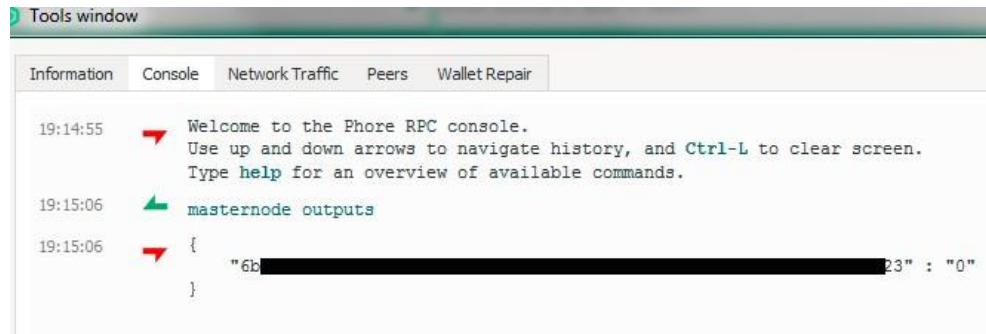 Tools window
Information Console Network Traffic Peers Wallet Repair
19:14:55 Welcome to the Phore RPC console.
Use up and down arrows to navigate history, and Ctrl-L to clear screen.
Type help for an overview of available commands.
19:15:06 masternode outputs
19:15:06 {
"6b 23" : "0"
}